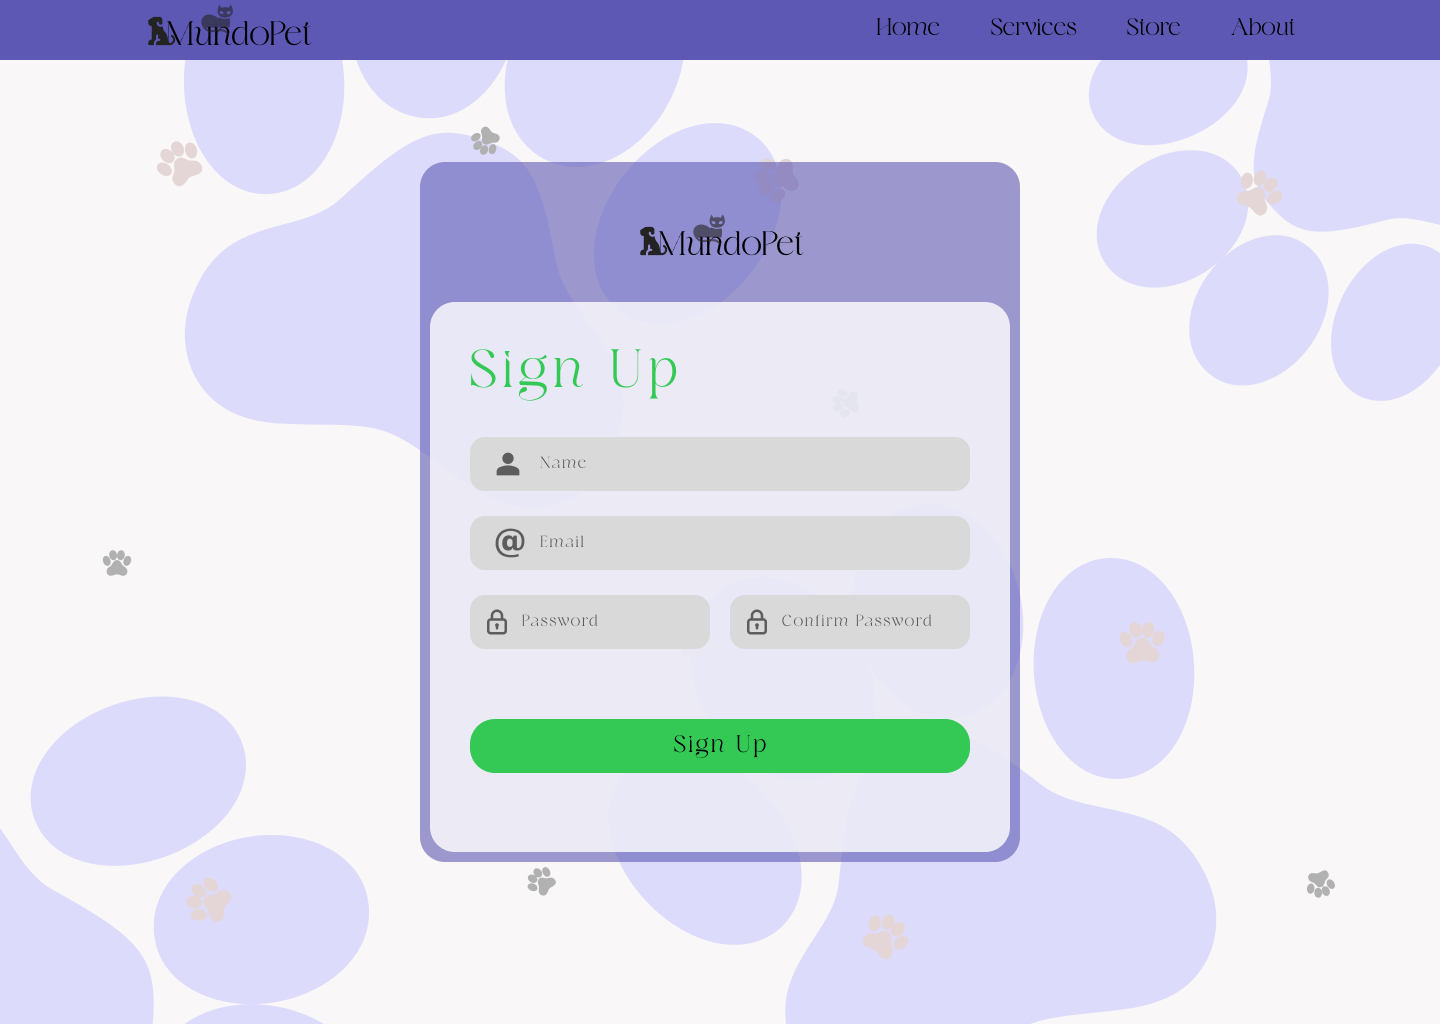 MundoPet
Home Services Store About
MundoPet
Sign Up
Name
Email
Password
Confirm Password
Sign Up